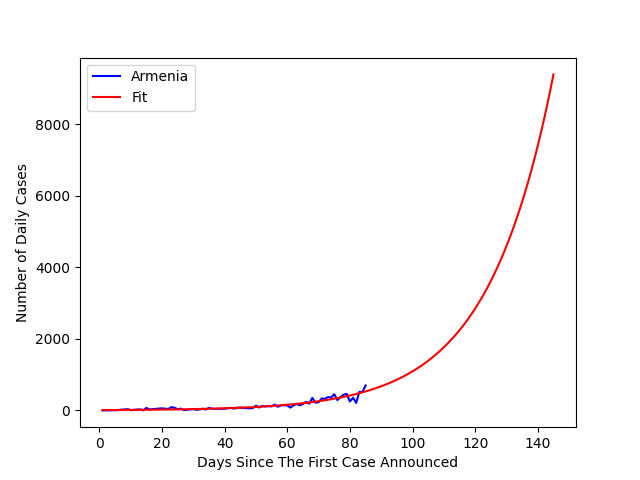 Armenia
Fit
8000
6000
4000
2000
0
0 20 40 60 80 100 120 140
Number of Daily Cases
Days Since The First Case Announced